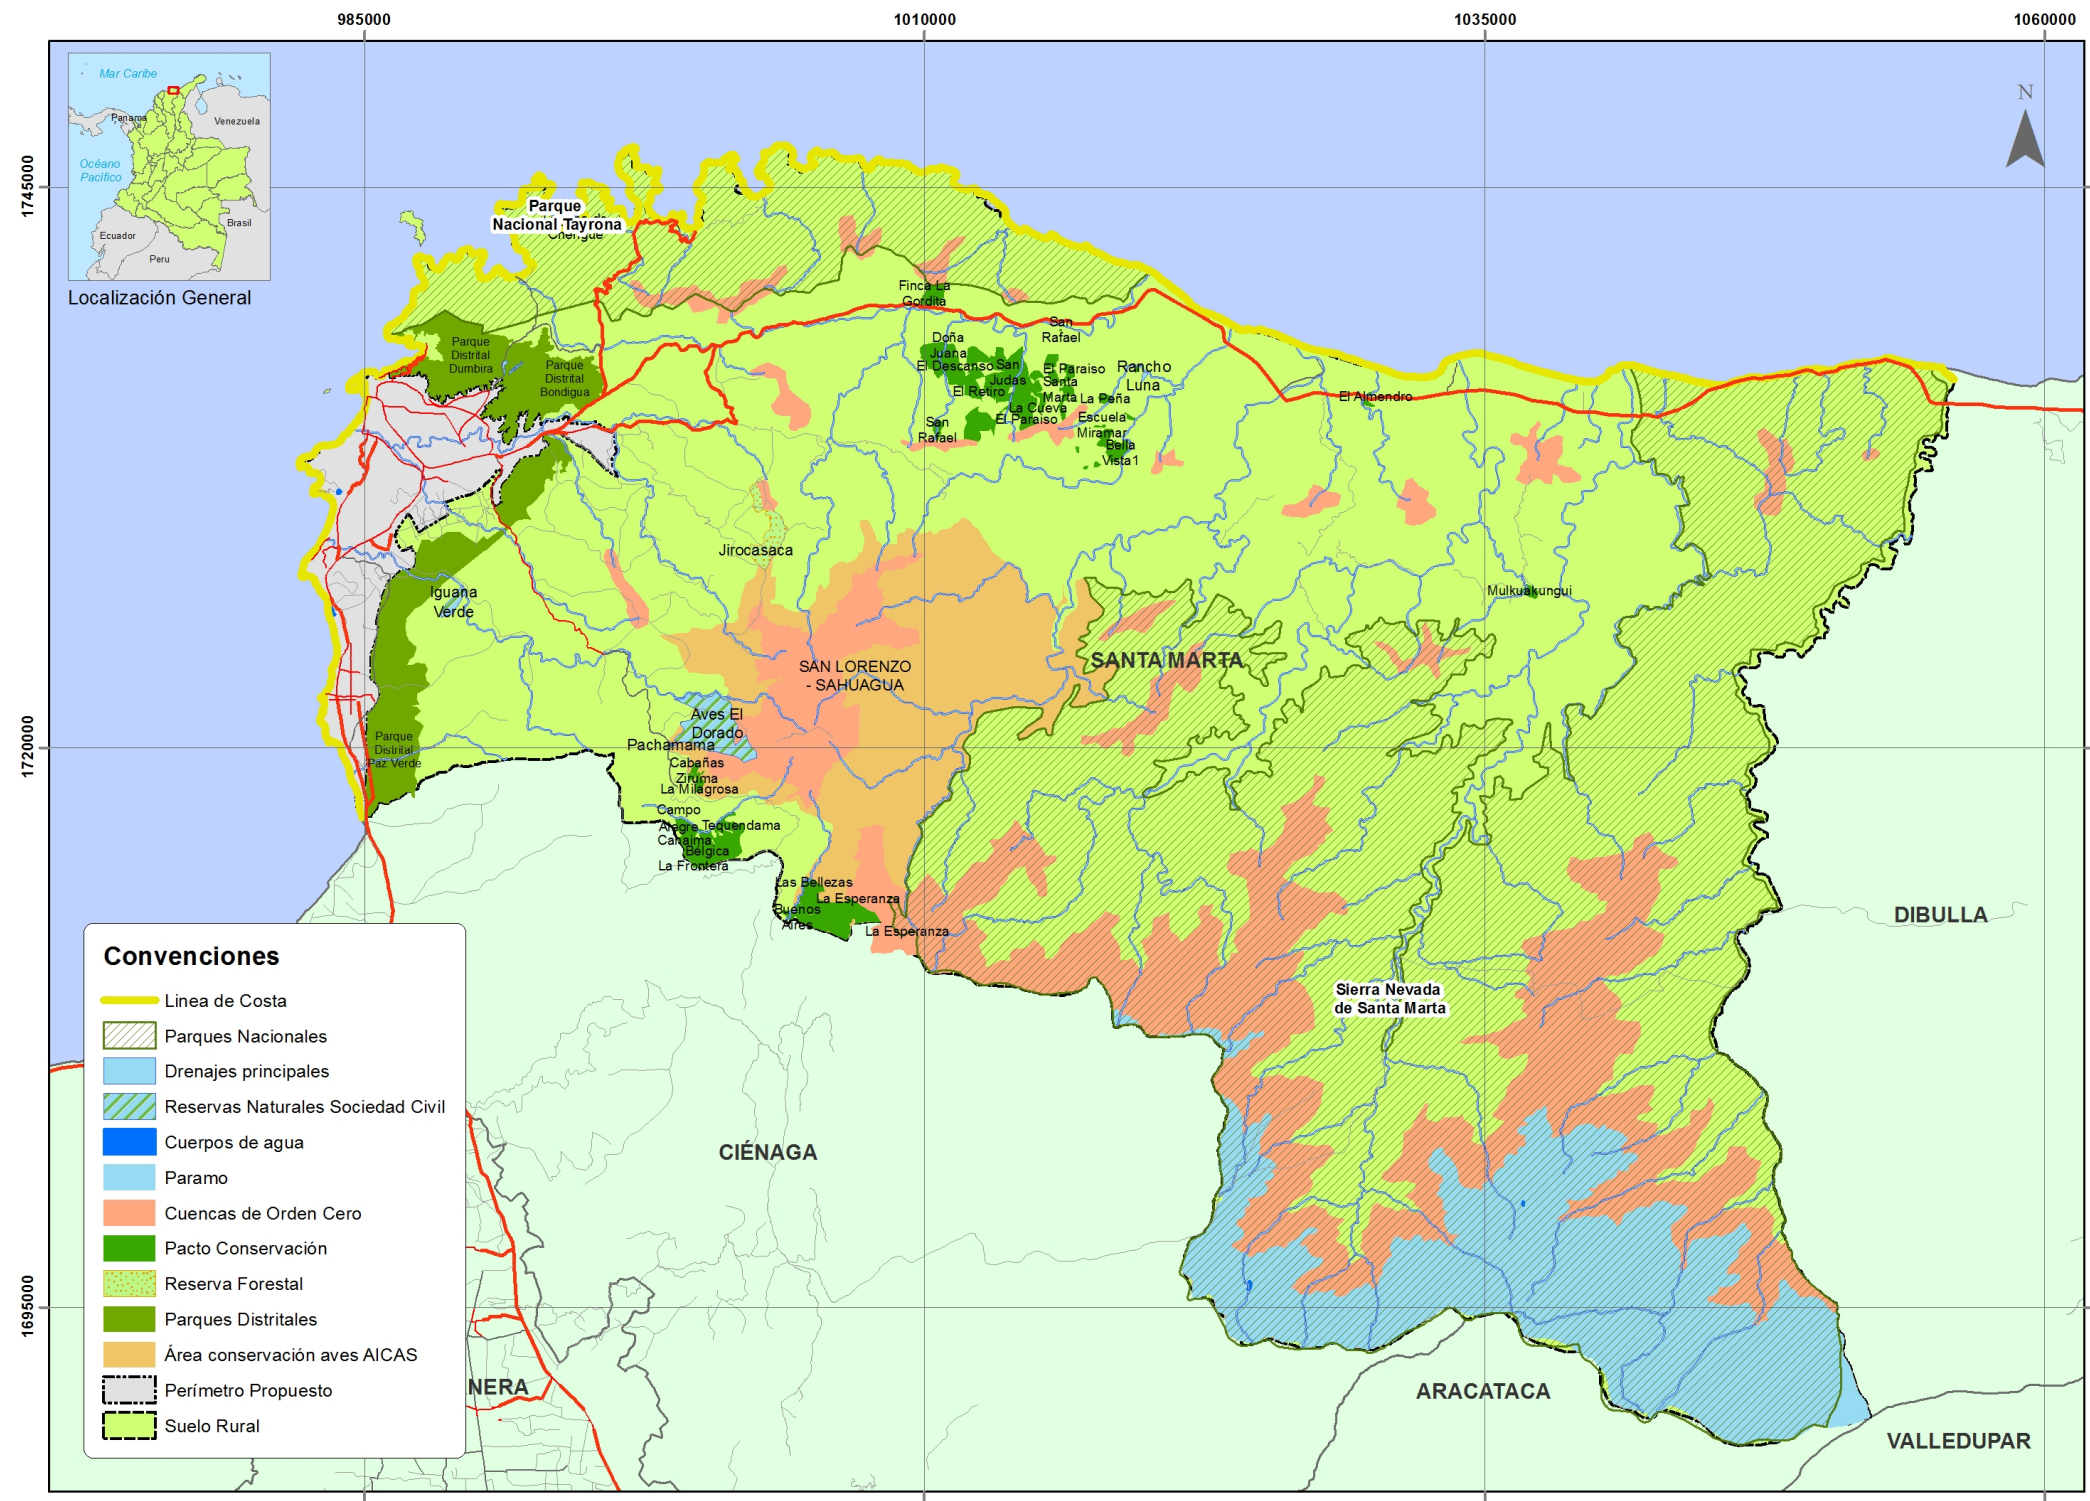 985000
1010000
1035000
1060000
1745000
1720000
1695000
Mar Caribe
Panama
Venezuela
Océano
Pacífico
Brasil
Ecuador
Peru
Localización General
N
Parque
Nacional Tayrona
Chengue
Finca La
Gordita
Parque
Distrital
Dumbira
Parque
Distrital
Bondigua
Doña
Juana
El Descanso
San
Judas
El Retiro
San
Rafael
El Paraiso
Santa
Marta
La Peña
Rancho
Luna
La Cueva
El Paraiso
Escuela
Miramar
Bella
Vista1
San
Rafael
El Almendro
Jirocasaca
Iguana
Verde
Mulkuakungui
SAN LORENZO
- SAHUAGUA
SANTA MARTA
Aves El
Dorado
Pachamama
Parque
Distrital
Paz Verde
Cabañas
Ziruma
La Milagrosa
Campo
Alegre
Tequendama
Canaima
Belgica
La Frontera
Las Bellezas
La Esperanza
Buenos
Aires
La Esperanza
DIBULLA
Sierra Nevada
de Santa Marta
CIÉNAGA
NERA
ARACATACA
VALLEDUPAR
Convenciones
Linea de Costa
Parques Nacionales
Drenajes principales
Reservas Naturales Sociedad Civil
Cuerpos de agua
Paramo
Cuencas de Orden Cero
Pacto Conservación
Reserva Forestal
Parques Distritales
Área conservación aves AICAS
Perímetro Propuesto
Suelo Rural